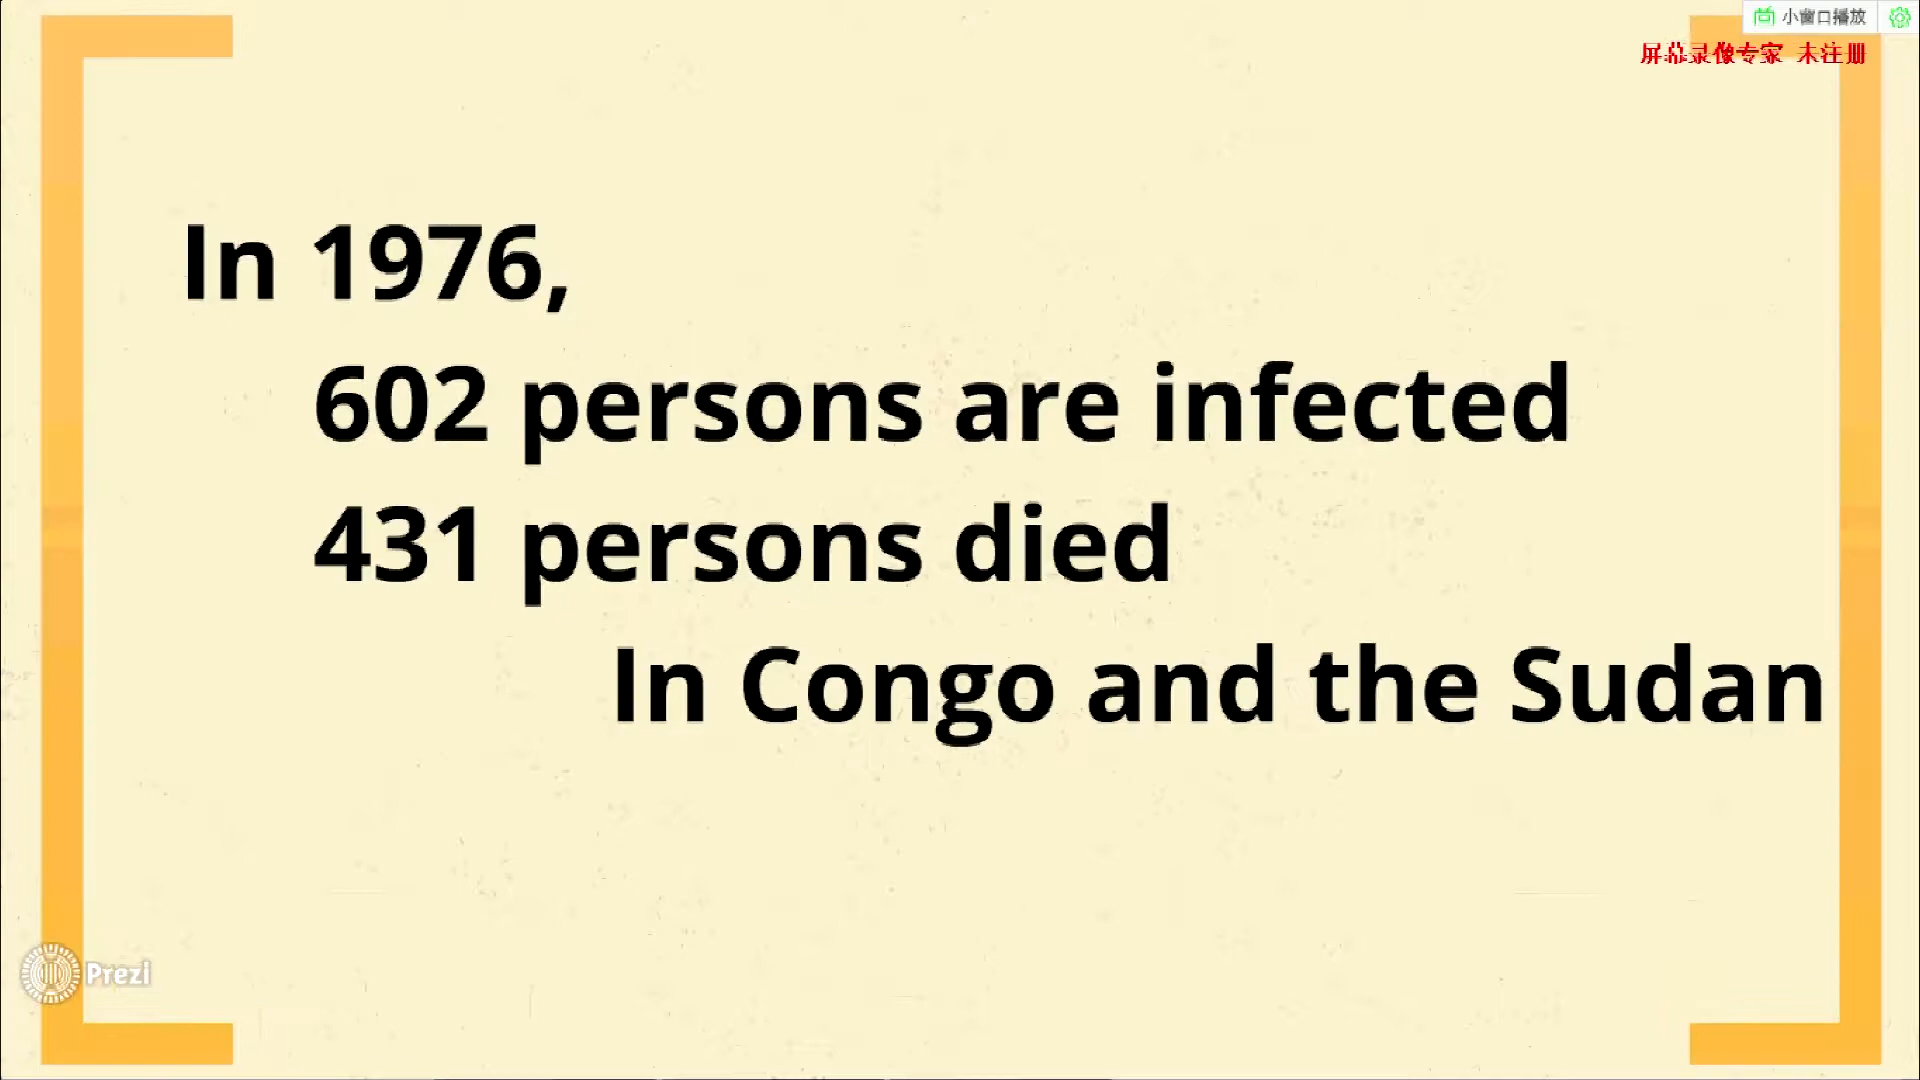 小窗口播放
屏幕录像专家 未注册
In 1976,
602 persons are infected
431 persons died
In Congo and the Sudan
Prezi